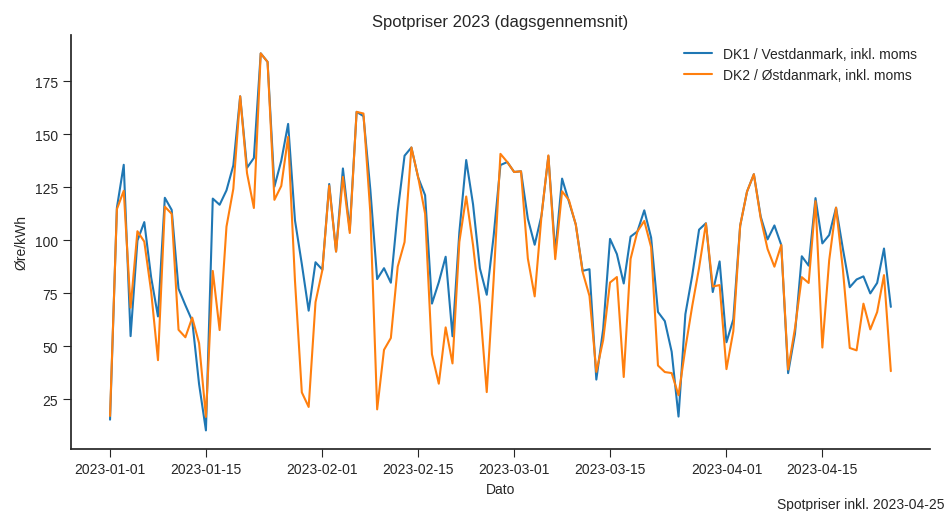 Spotpriser 2023 (dagsgennemsnit)
DK1 / Vestdanmark, inkl. moms
DK2 / Østdanmark, inkl. moms
Øre/kWh
175
150
125
100
75
50
25
2023-01-01 2023-01-15 2023-02-01 2023-02-15 2023-03-01 2023-03-15 2023-04-01 2023-04-15
Dato
Spotpriser inkl. 2023-04-25